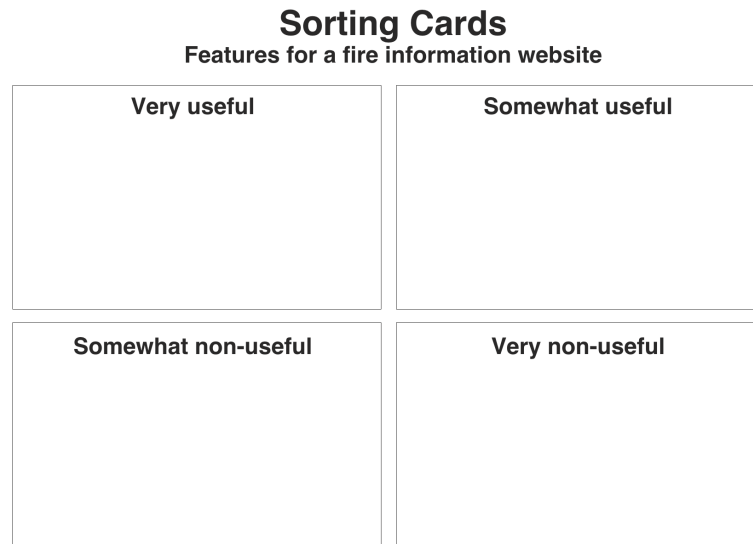 Sorting Cards
Features for a fire information website
Very useful
Somewhat useful
Somewhat non-useful
Very non-useful